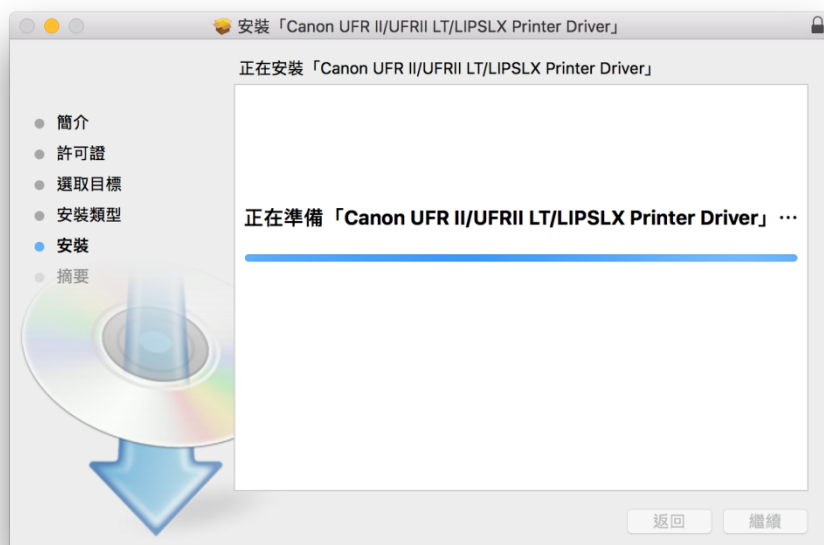 安裝「Canon UFR II/UFRII LT/LIPSLX Printer Driver」
正在安裝「Canon UFR II/UFRII LT/LIPSLX Printer Driver」
簡介
許可證
選取目標
安裝類型
安裝
摘要
正在準備「Canon UFR II/UFRII LT/LIPSLX Printer Driver」⋯
返回
繼續